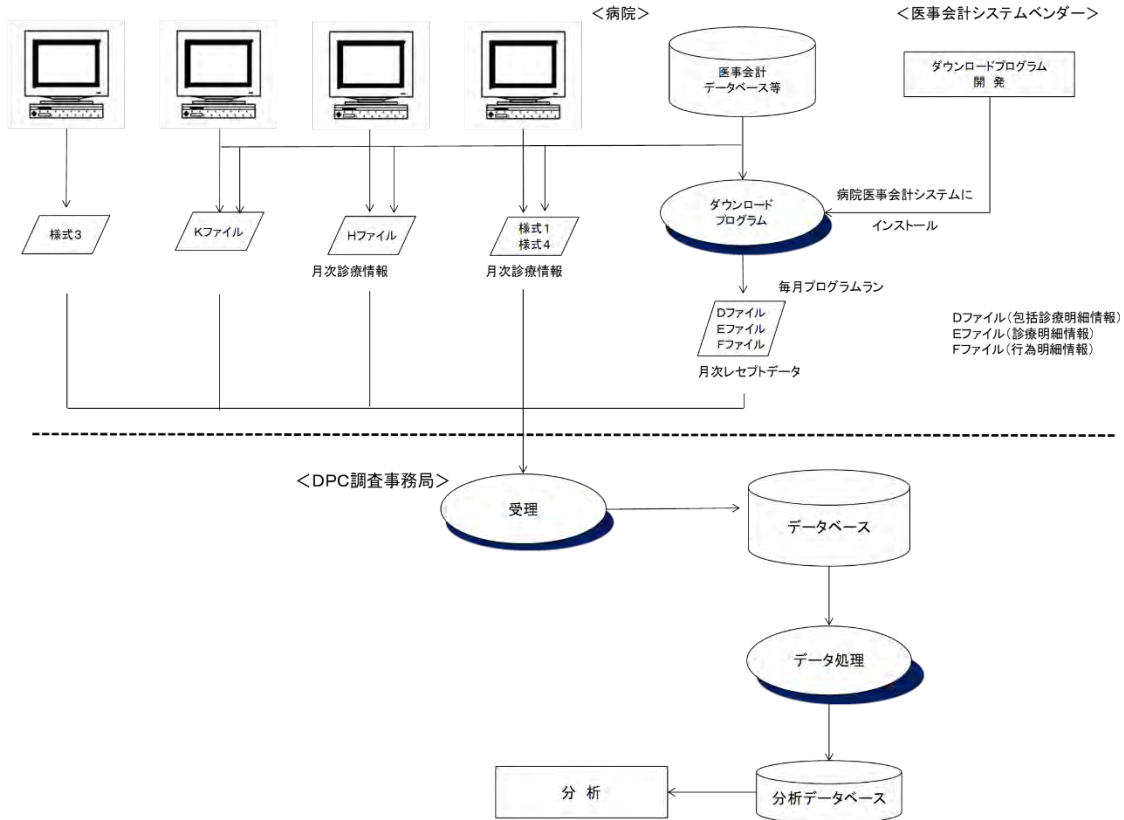 ＜病院＞
＜医事会計システムベンダー＞
医事会計
データベース等
ダウンロードプログラム
開 発
病院医事会計システムに
インストール
ダウンロード
プログラム
様式3
Kファイル
Hファイル
様式1
様式4
月次診療情報
月次診療情報
毎月プログラムラン
Dファイル
Eファイル
Fファイル
月次レセプトデータ
Dファイル（包括診療明細情報）
Eファイル（診療明細情報）
Fファイル（行為明細情報）
＜DPC調査事務局＞
受理
データベース
データ処理
分析データベース
分 析